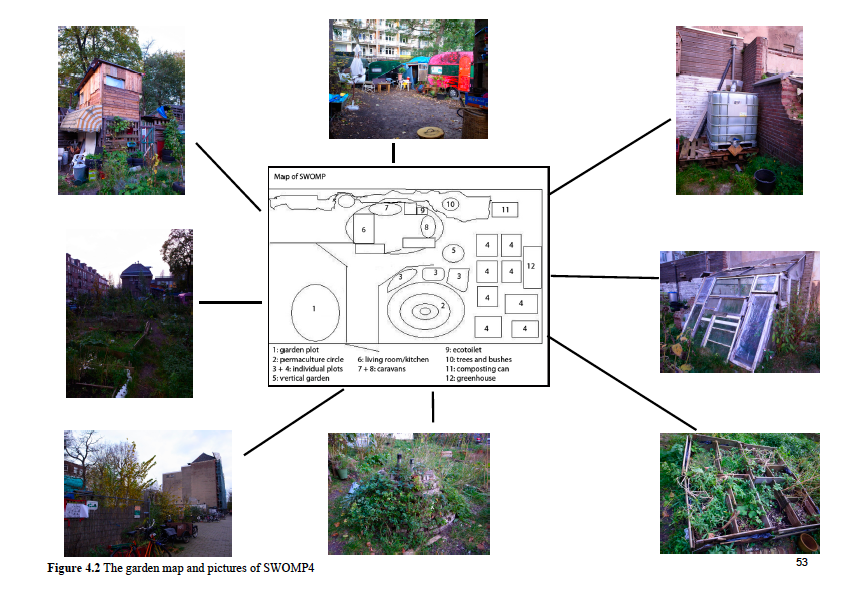 Map of SWOMP
7
9
10
11
6
8
5
4
4
12
3
3
3
4
4
4
4
1
2
4
4
1: garden plot
2: permaculture circle
3 + 4: individual plots
5: vertical garden
6: living room/kitchen
7 + 8: caravans
9: ecotoilet
10: trees and bushes
11: composting can
12: greenhouse
Figure 4.2 The garden map and pictures of SWOMP4
53